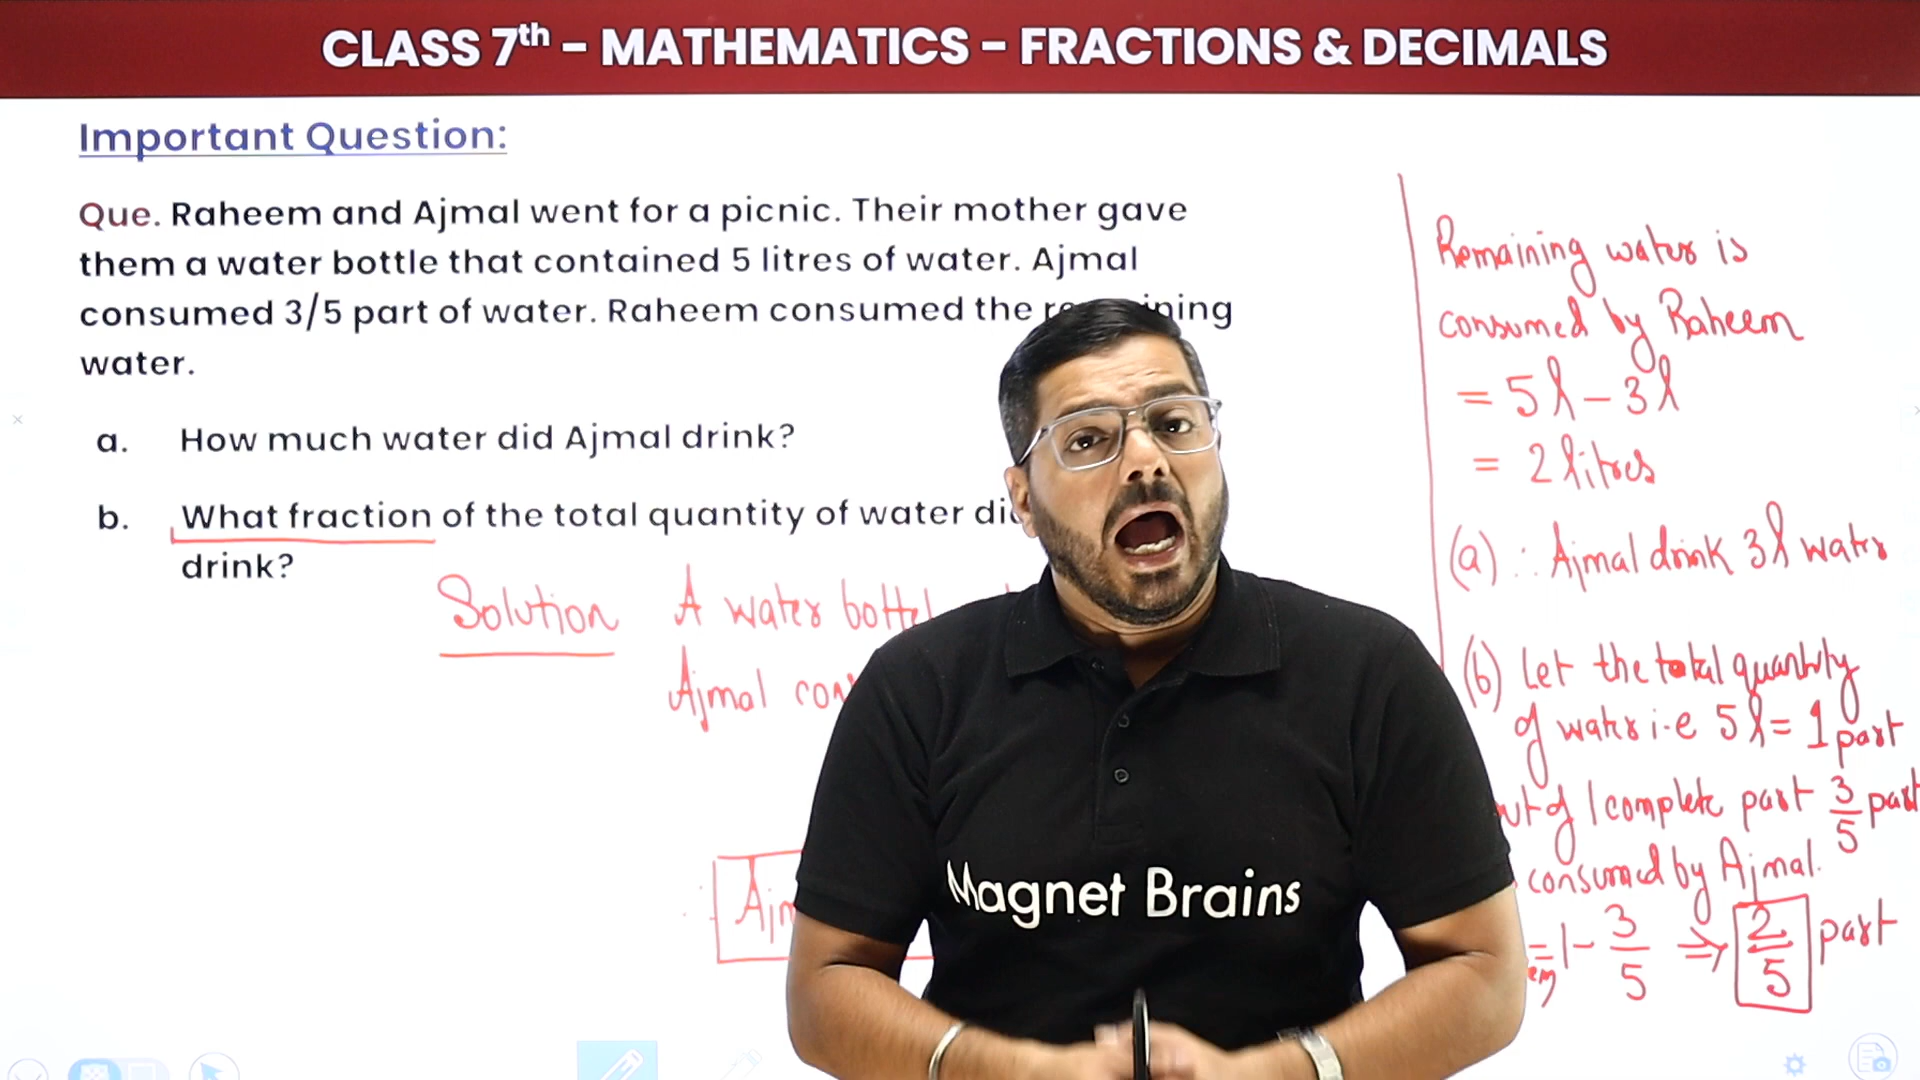 CLASS 7th – MATHEMATICS – FRACTIONS & DECIMALS
Important Question:
Que. Raheem and Ajmal went for a picnic. Their mother gave
them a water bottle that contained 5 litres of water. Ajmal
consumed 3/5 part of water. Raheem consumed the
water.
a. How much water did Ajmal drink?
b. What fraction of the total quantity of water
drink?
Solution A water bottel
Ajmal
Remaining water is
consumed by Raheem
= 5l – 3l
= 2 litres
(a) ∴ Ajmal drink 3l water
(b) Let the total quantity
of water i.e 5l = 1 part
of 1 complete part 3/5 part
consumed by Ajmal.
= 1 - 3/5 ⇒ 2/5 part
Magnet Brains